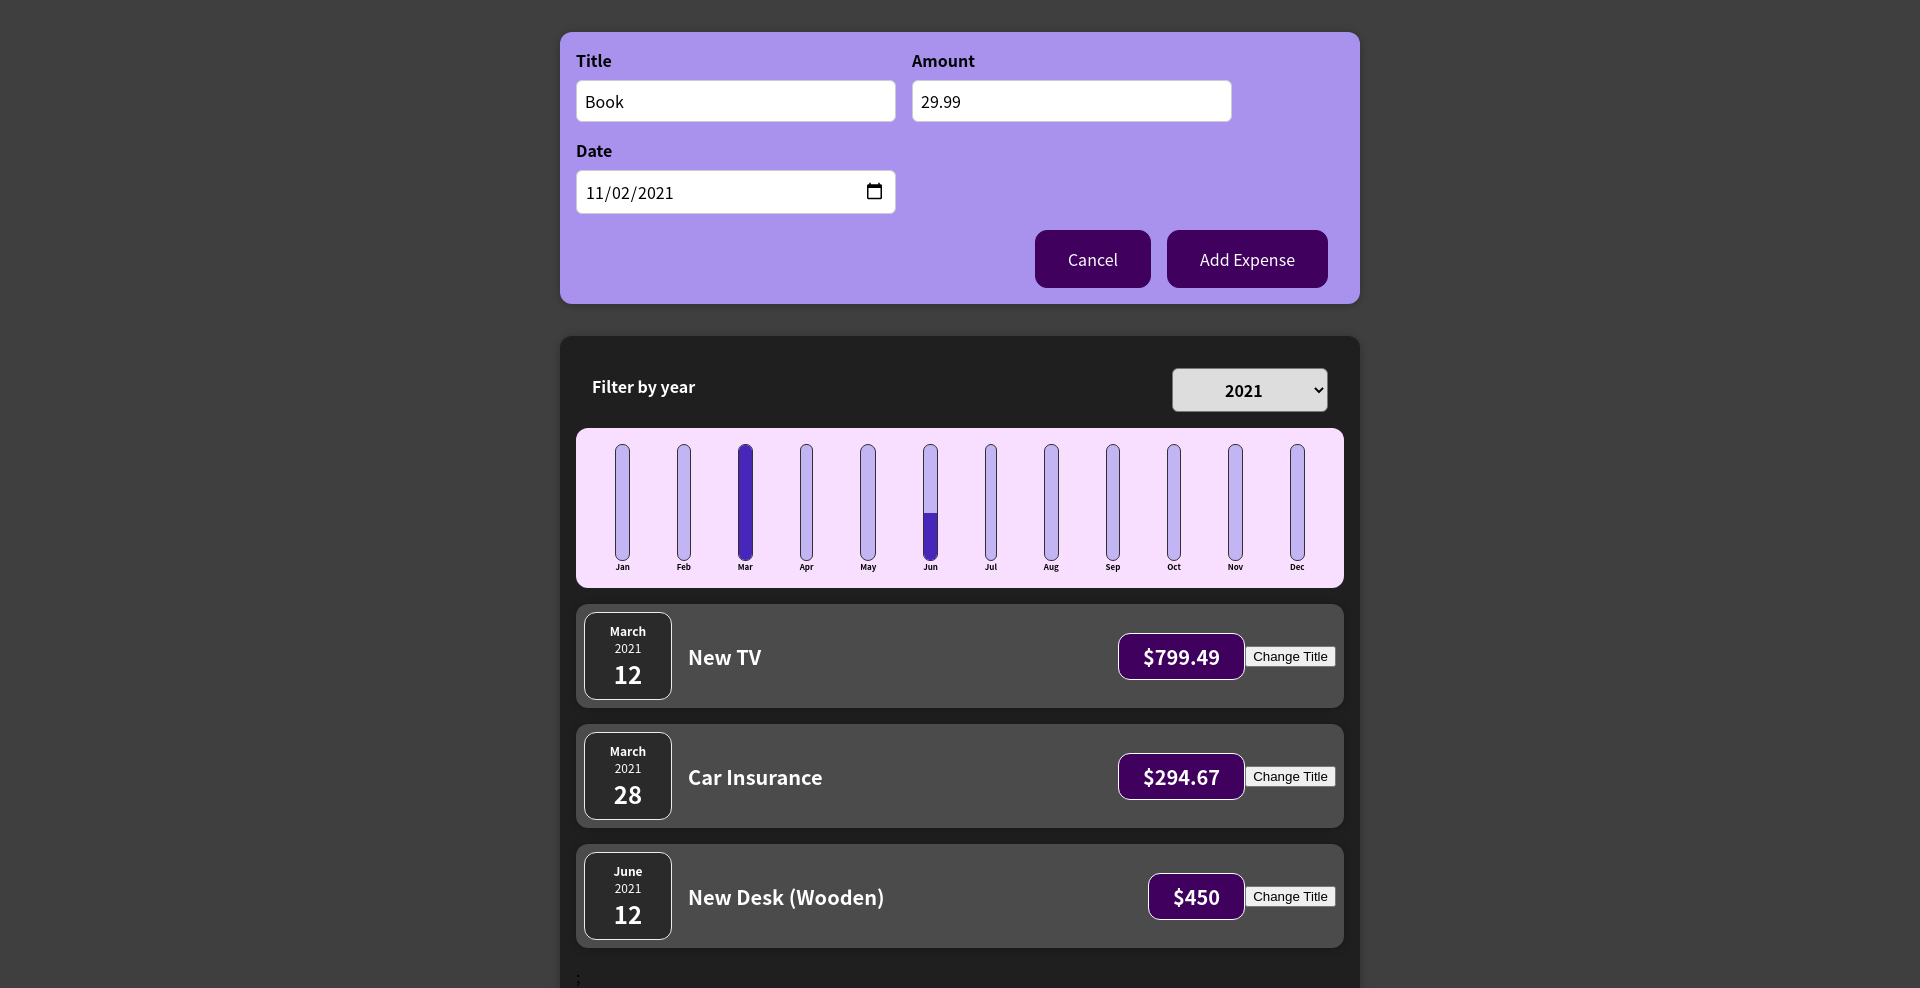 Title Amount
Book 29.99
Date
11/02/2021
Cancel Add Expense
Filter by year 2021
Jan Feb Mar Apr May Jun Jul Aug Sep Oct Nov Dec
March
2021
12
New TV $799.49 Change Title
March
2021
28
Car Insurance $294.67 Change Title
June
2021
12
New Desk (Wooden) $450 Change Title
;